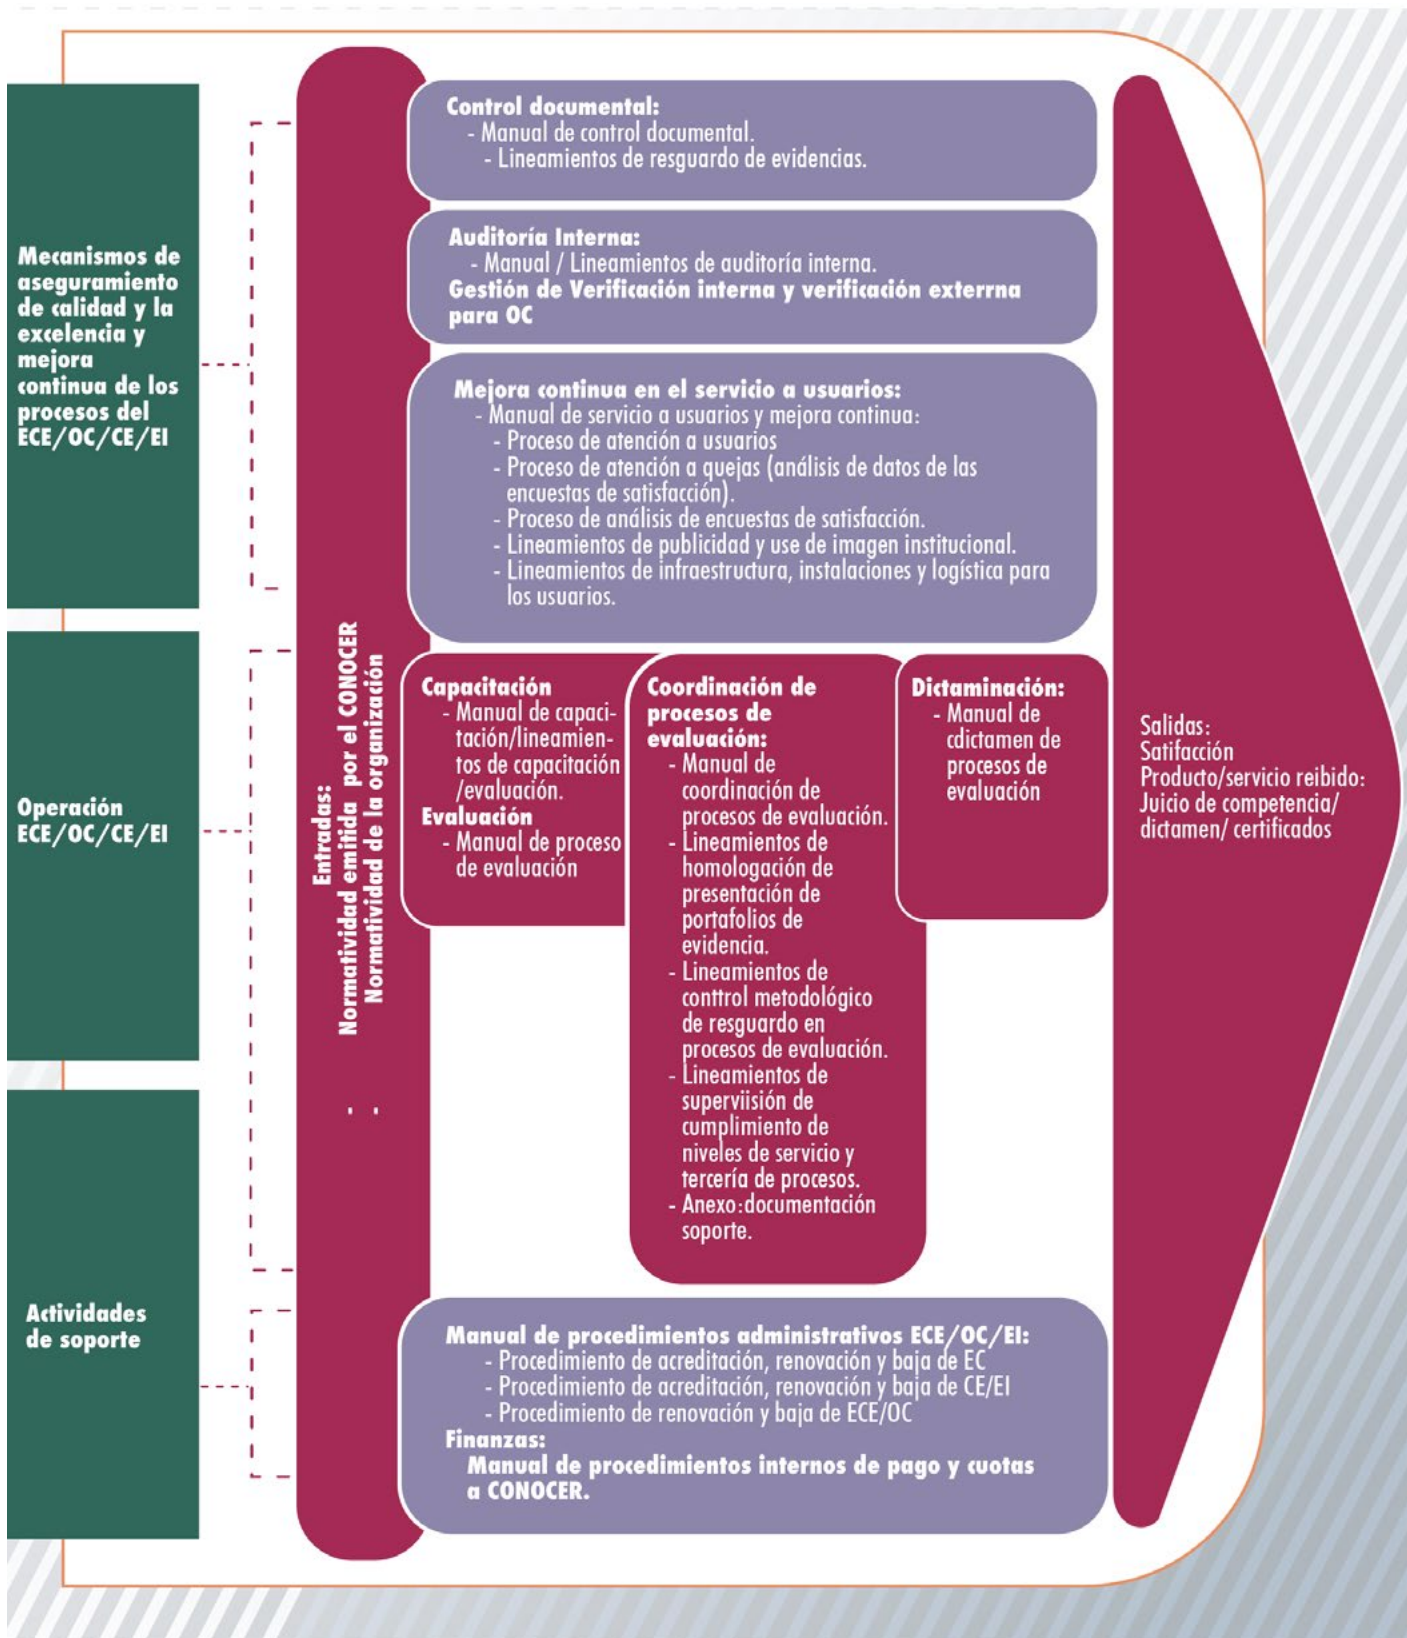 Mecanismos de
aseguramiento
de calidad y la
excelencia y
mejora
continua de los
procesos del
ECE/OC/CE/EI
Operación
ECE/OC/CE/EI
Actividades
de soporte
Entradas:
Normatividad emitida por el CONOCER
Normatividad de la organización
- -
Control documental:
- Manual de control documental.
- Lineamientos de resguardo de evidencias.
Auditoría Interna:
- Manual / Lineamientos de auditoría interna.
Gestión de Verificación interna y verificación exterrna
para OC
Mejora continua en el servicio a usuarios:
- Manual de servicio a usuarios y mejora continua:
- Proceso de atención a usuarios
- Proceso de atención a quejas (análisis de datos de las
encuestas de satisfacción).
- Proceso de análisis de encuestas de satisfacción.
- Lineamientos de publicidad y use de imagen institucional.
- Lineamientos de infraestructura, instalaciones y logística para
los usuarios.
Capacitación
- Manual de capaci-
tación/lineamien-
tos de capacitación
/evaluación.
Evaluación
- Manual de proceso
de evaluación
Coordinación de
procesos de
evaluación:
- Manual de
coordinación de
procesos de evaluación.
- Lineamientos de
homologación de
presentación de
portafolios de
evidencia.
- Lineamientos de
conttrol metodológico
de resguardo en
procesos de evaluación.
- Lineamientos de
superviisión de
cumplimiento de
niveles de servicio y
tercería de procesos.
- Anexo:documentación
soporte.
Dictaminación:
- Manual de
cdictamen de
procesos de
evaluación
Manual de procedimientos administrativos ECE/OC/EI:
- Procedimiento de acreditación, renovación y baja de EC
- Procedimiento de acreditación, renovación y baja de CE/EI
- Procedimiento de renovación y baja de ECE/OC
Finanzas:
Manual de procedimientos internos de pago y cuotas
a CONOCER.
Salidas:
Satifacción
Producto/servicio reibido:
Juicio de competencia/
dictamen/ certificados